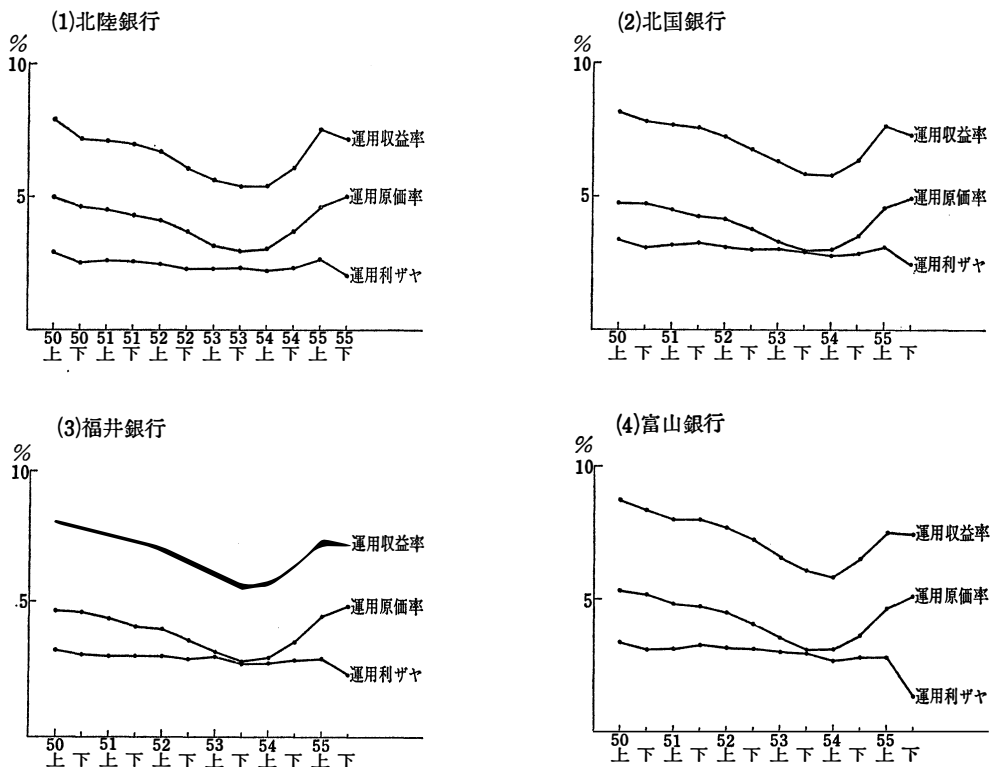 (1)北陸銀行
%
10
5
運用収益率
運用原価率
運用利ザヤ
50 50 51 51 52 52 53 53 54 54 55 55
上 下 上 下 上 下 上 下 上 下 上 下
(2)北国銀行
%
10
5
運用収益率
運用原価率
運用利ザヤ
50 51 52 53 54 55
上 下 上 下 上 下 上 下 上 下 上 下
(3)福井銀行
%
10
.5
運用収益率
運用原価率
運用利ザヤ
50 51 52 53 54 55
上 下 上 下 上 下 上 下 上 下 上 下
(4)富山銀行
%
10
5
運用収益率
運用原価率
運用利ザヤ
50 51 52 53 54 55
上 下 上 下 上 下 上 下 上 下 上 下